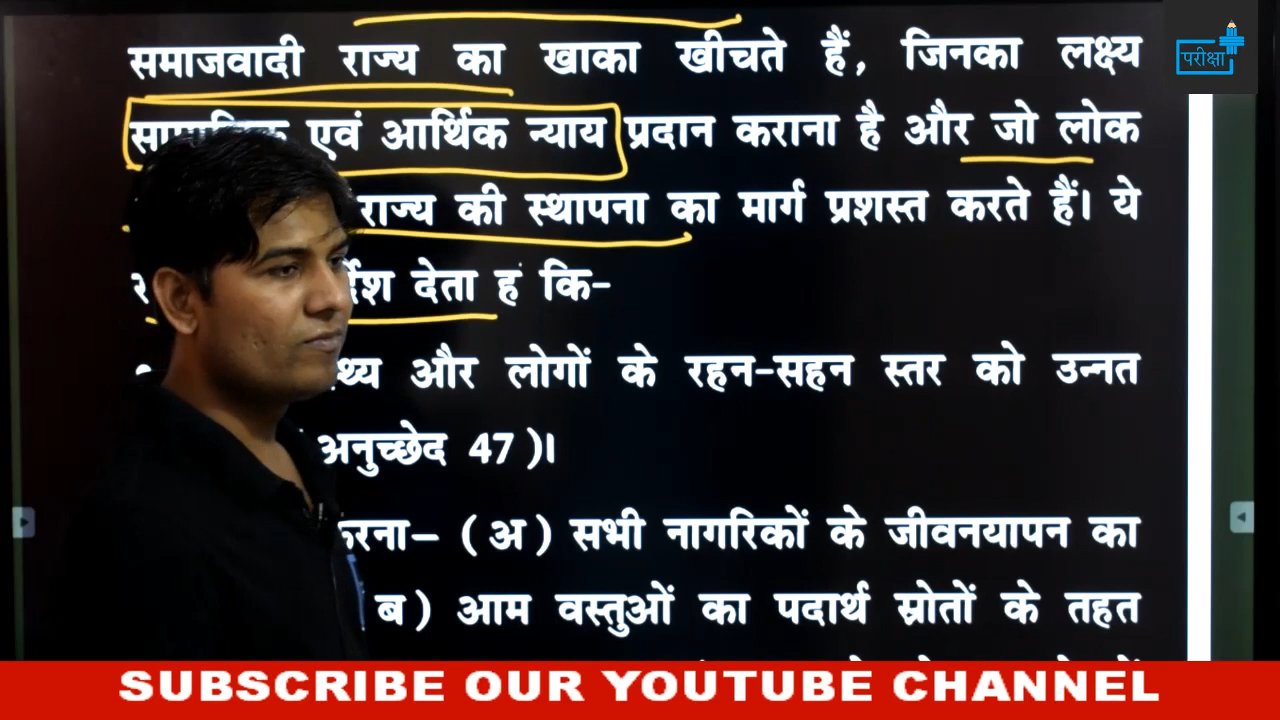 समाजवादी राज्य का खाका खीचते हैं, जिनका लक्ष्य
परीक्षा
एवं आर्थिक न्याय प्रदान कराना है और जो लोक
राज्य की स्थापना का मार्ग प्रशस्त करते हैं। ये
देता ह कि-
और लोगों के रहन-सहन स्तर को उन्नत
अनुच्छेद 47 )।
( अ ) सभी नागरिकों के जीवनयापन का
ब ) आम वस्तुओं का पदार्थ स्रोतों के तहत
SUBSCRIBE OUR YOUTUBE CHANNEL